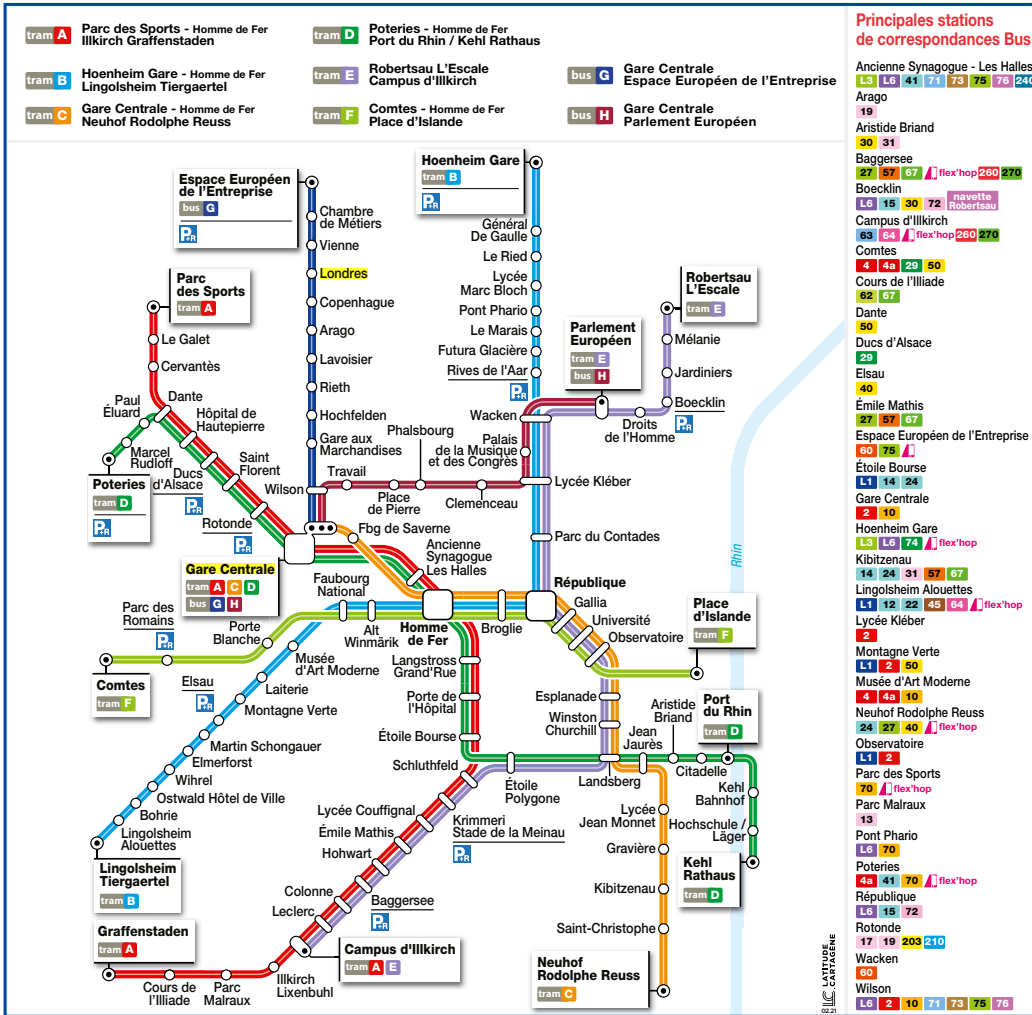 tram A Parc des Sports - Homme de Fer
Illkirch Graffenstaden
tram B Hoenheim Gare - Homme de Fer
Lingolsheim Tiergaertel
tram C Gare Centrale - Homme de Fer
Neuhof Rodolphe Reuss
tram D Poteries - Homme de Fer
Port du Rhin / Kehl Rathaus
tram E Robertsau L'Escale
Campus d'Illkirch
tram F Comtes - Homme de Fer
Place d'Islande
bus G Gare Centrale
Espace Européen de l'Entreprise
bus H Gare Centrale
Parlement Européen
Espace Européen
de l'Entreprise
bus G
P+R
Chambre
de Métiers
Vienne
Londres
Copenhague
Arago
Lavoisier
Rieth
Hochfelden
Gare aux
Marchandises
Wilson
Hoenheim Gare
tram B
P+R
Général
De Gaulle
Le Ried
Lycée
Marc Bloch
Pont Phario
Le Marais
Futura Glacière
Rives de l'Aar
P+R
Wacken
Lycée Kléber
Parc du Contades
Robertsau
L'Escale
tram E
Mélanie
Jardiniers
Boecklin
P+R
Droits
de l'Homme
Parlement
Européen
tram E
bus H
Palais
de la Musique
et des Congrès
Clemenceau
Phalsbourg
Place
de Pierre
Travail
Parc
des Sports
tram A
Le Galet
Cervantès
Dante
Paul
Éluard
Marcel
Rudloff
Poteries
tram D
P+R
Hôpital de
Hautepierre
Ducs
d'Alsace
P+R
Saint
Florent
Rotonde
P+R
Gare Centrale
tram A C D
bus G H
Fbg de Saverne
Ancienne
Synagogue
Les Halles
Faubourg
National
Alt
Winmärik
Homme
de Fer
Broglie
République
Gallia
Université
Observatoire
Place
d'Islande
tram F
Parc des
Romains
P+R
Porte
Blanche
Comtes
tram F
Musée
d'Art Moderne
Laiterie
Montagne Verte
Elsau
P+R
Martin Schongauer
Elmerforst
Wihrel
Ostwald Hôtel de Ville
Bohrie
Lingolsheim
Alouettes
Lingolsheim
Tiergaertel
tram B
Langstross
Grand'Rue
Porte de
l'Hôpital
Étoile Bourse
Schluthfeld
Étoile
Polygone
Krimmeri
Stade de la Meinau
P+R
Lycée Couffignal
Émile Mathis
Hohwart
Baggersee
P+R
Colonne
Leclerc
Campus d'Illkirch
tram A E
Illkirch
Lixenbuhl
Parc
Malraux
Cours de
l'Illiade
Graffenstaden
tram A
Esplanade
Winston
Churchill
Landsberg
Jean
Jaurès
Aristide
Briand
Citadelle
Port
du Rhin
tram D
Kehl
Bahnhof
Hochschule /
Läger
Kehl
Rathaus
tram D
Lycée
Jean Monnet
Gravière
Kibitzenau
Saint-Christophe
Neuhof
Rodolphe Reuss
tram C
Rhin
LATITUDE
CARTAGÈNE
02.21
Principales stations
de correspondances Bus
Ancienne Synagogue - Les Halles
L3 L6 41 71 73 75 76 240
Arago
19
Aristide Briand
30 31
Baggersee
27 57 67 flex'hop 260 270
Boecklin
L6 15 30 72 navette
Robertsau
Campus d'Illkirch
63 64 flex'hop 260 270
Comtes
4 4a 29 50
Cours de l'Illiade
62 67
Dante
50
Ducs d'Alsace
29
Elsau
40
Émile Mathis
27 57 67
Espace Européen de l'Entreprise
60 75
Étoile Bourse
L1 14 24
Gare Centrale
2 10
Hoenheim Gare
L3 L6 74 flex'hop
Kibitzenau
14 24 31 57 67
Lingolsheim Alouettes
L1 12 22 45 64 flex'hop
Lycée Kléber
2
Montagne Verte
L1 2 50
Musée d'Art Moderne
4 4a 10
Neuhof Rodolphe Reuss
24 27 40 flex'hop
Observatoire
L1 2
Parc des Sports
70 flex'hop
Parc Malraux
13
Pont Phario
L6 70
Poteries
4a 41 70 flex'hop
République
L6 15 72
Rotonde
17 19 203 210
Wacken
60
Wilson
L6 2 10 71 73 75 76